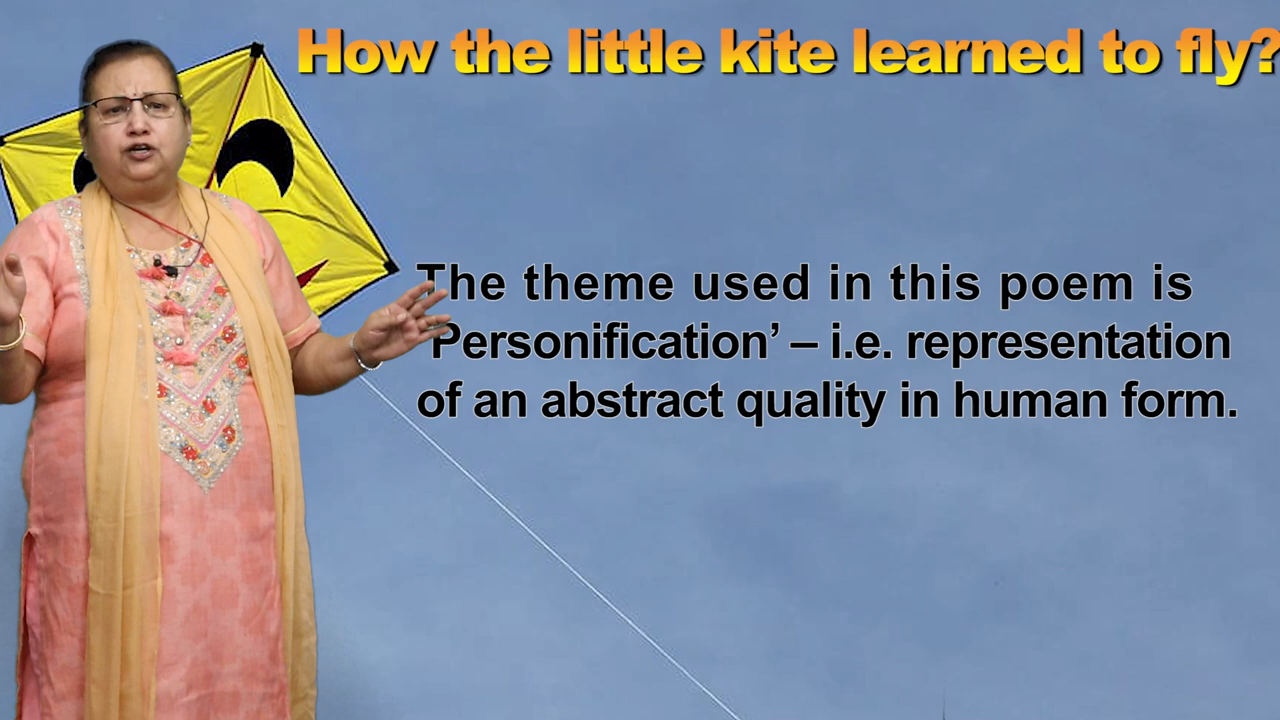 How the little kite learned to fly?
The theme used in this poem is
Personification’ – i.e. representation
of an abstract quality in human form.